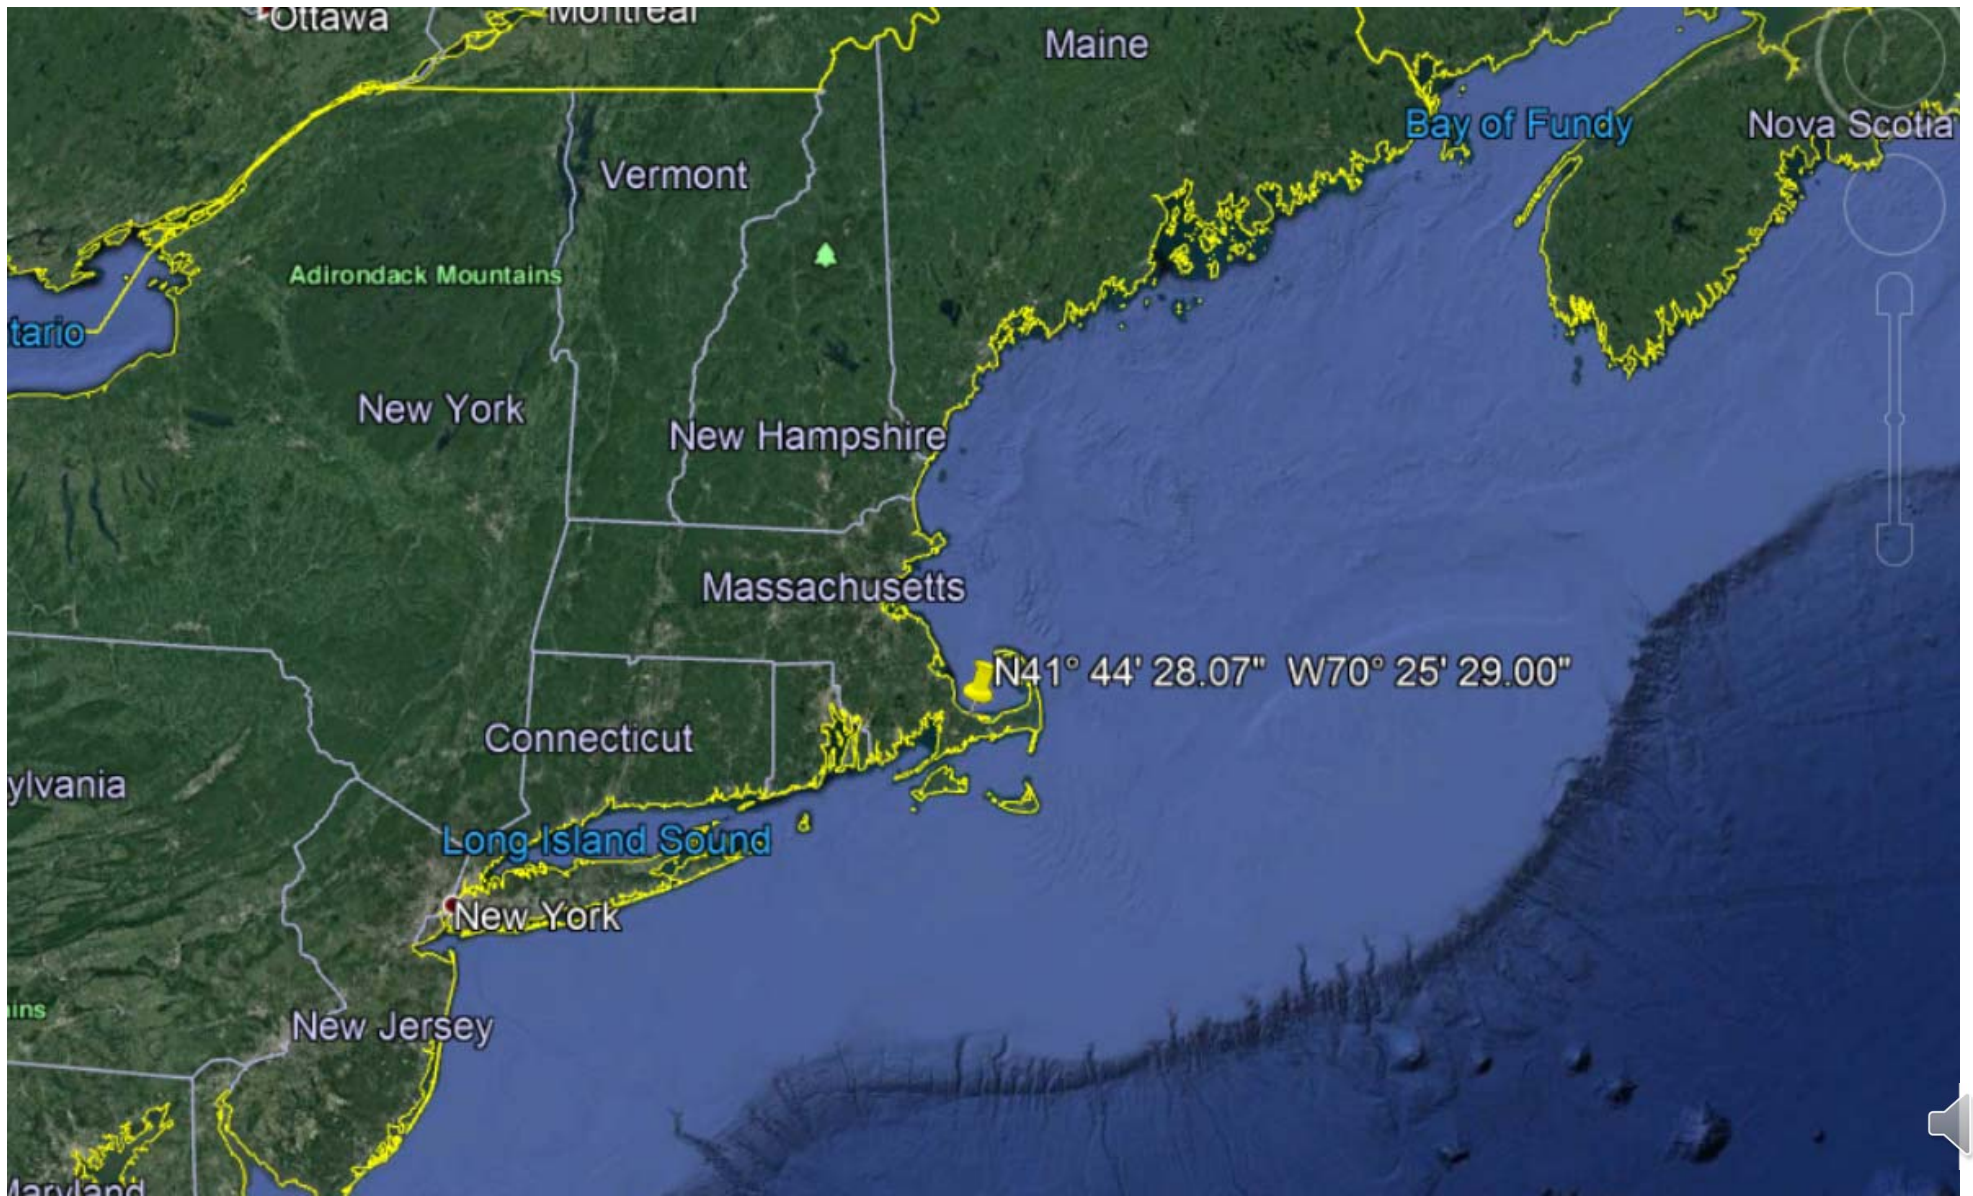 Ottawa
Montreal
Maine
Bay of Fundy
Nova Scotia
Vermont
Adirondack Mountains
tario
New York
New Hampshire
Massachusetts
N41° 44' 28.07"  W70° 25' 29.00"
Connecticut
ylvania
Long Island Sound
New York
ains
New Jersey
Maryland